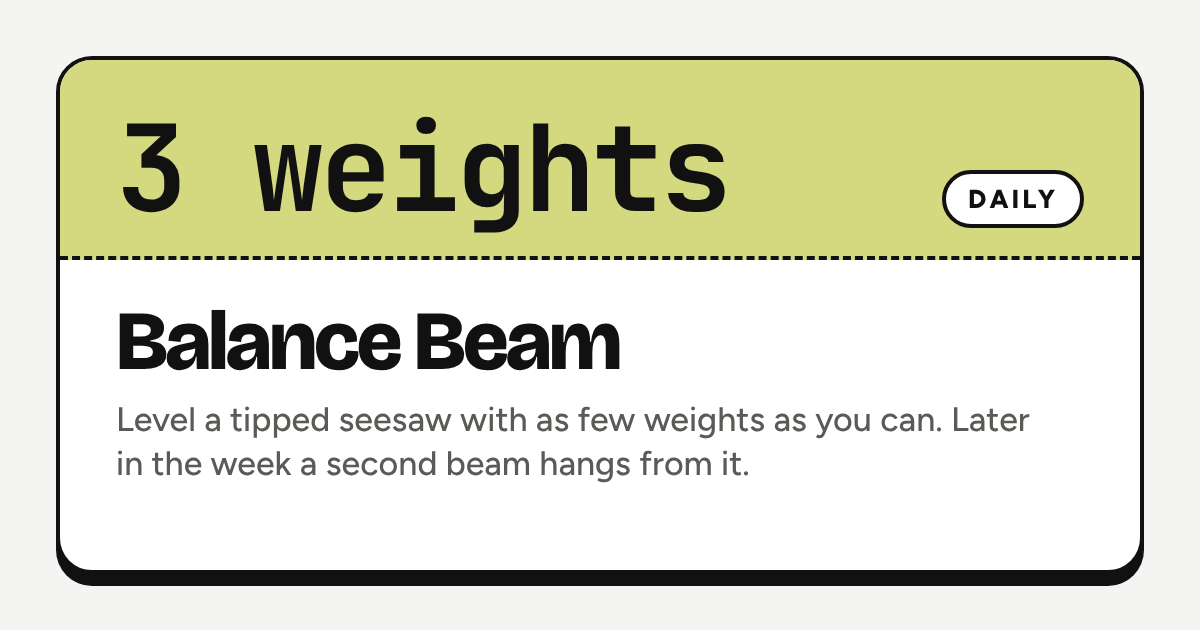 3 weights
DAILY
Balance Beam
Level a tipped seesaw with as few weights as you can. Later
in the week a second beam hangs from it.